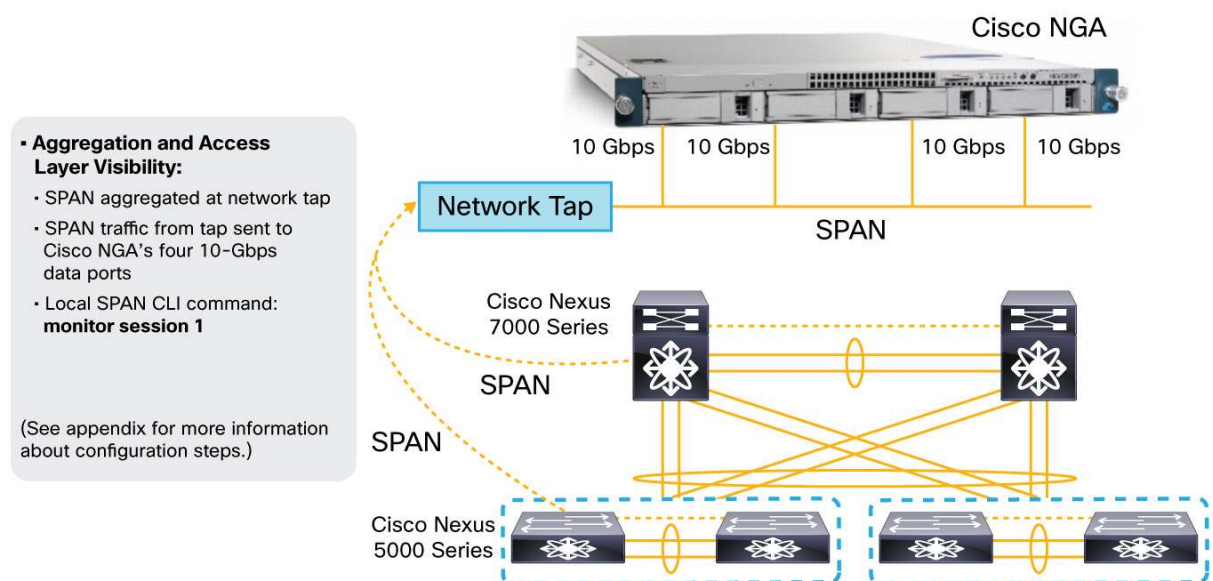 Cisco NGA
10 Gbps
10 Gbps
10 Gbps
10 Gbps
▪ Aggregation and Access
Layer Visibility:
• SPAN aggregated at network tap
• SPAN traffic from tap sent to
Cisco NGA's four 10-Gbps
data ports
• Local SPAN CLI command:
monitor session 1
(See appendix for more information
about configuration steps.)
Network Tap
SPAN
Cisco Nexus
7000 Series
SPAN
SPAN
Cisco Nexus
5000 Series